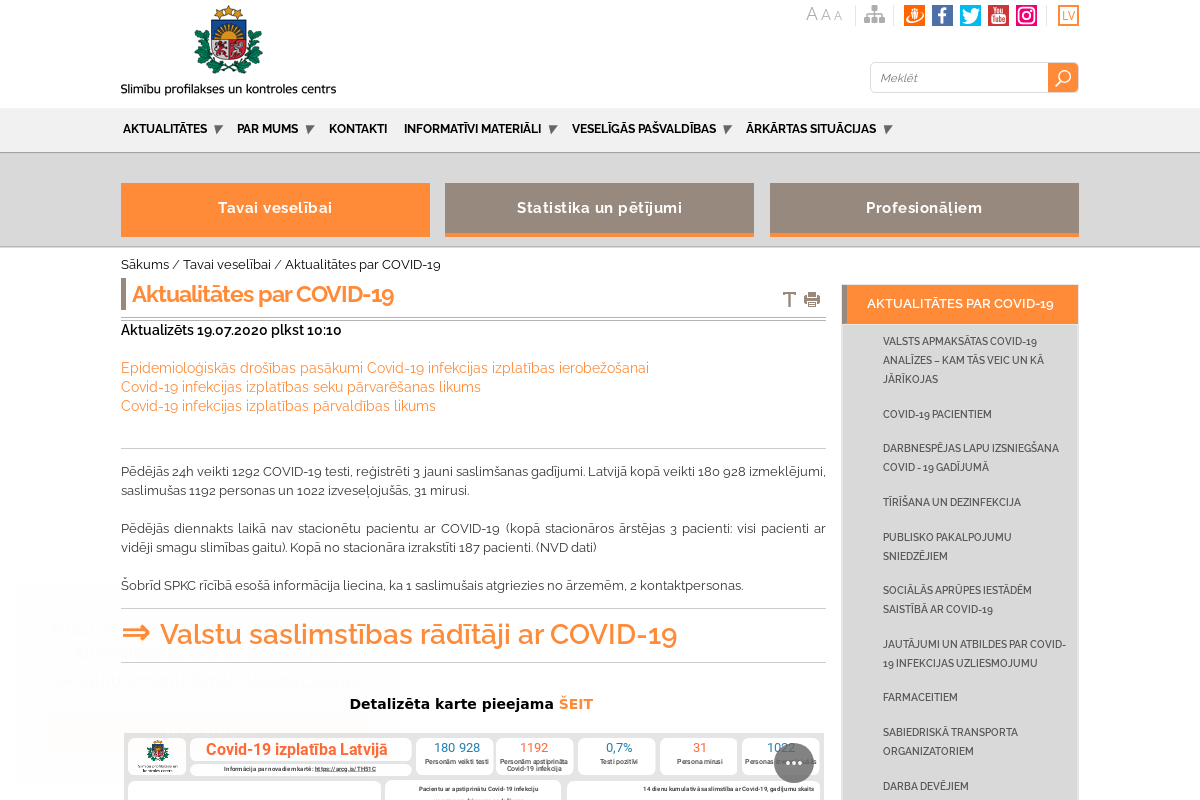 Slimību profilakses un kontroles centrs
A A A
You Tube
LV
Meklēt
AKTUALITĀTES
PAR MUMS
KONTAKTI
INFORMATĪVI MATERIĀLI
VESELĪGĀS PAŠVALDĪBAS
ĀRKĀRTAS SITUĀCIJAS
Tavai veselībai
Statistika un pētījumi
Profesionāļiem
Sākums / Tavai veselībai / Aktualitātes par COVID-19
Aktualitātes par COVID-19
Aktualizēts 19.07.2020 plkst 10:10
Epidemioloģiskās drošības pasākumi Covid-19 infekcijas izplatības ierobežošanai
Covid-19 infekcijas izplatības seku pārvarēšanas likums
Covid-19 infekcijas izplatības pārvaldības likums
Pēdējās 24h veikti 1292 COVID-19 testi, reģistrēti 3 jauni saslimšanas gadījumi. Latvijā kopā veikti 180 928 izmeklējumi,
saslimušas 1192 personas un 1022 izveseļojušās, 31 mirusi.
Pēdējās diennakts laikā nav stacionētu pacientu ar COVID-19 (kopā stacionāros ārstējas 3 pacienti: visi pacienti ar
vidēji smagu slimības gaitu). Kopā no stacionāra izrakstīti 187 pacienti. (NVD dati)
Šobrīd SPKC rīcībā esošā informācija liecina, ka 1 saslimušais atgriezies no ārzemēm, 2 kontaktpersonas.
⇒ Valstu saslimstības rādītāji ar COVID-19
Detalizēta karte pieejama ŠEIT
Slimību profilakses un
kontroles centrs
Covid-19 izplatība Latvijā
Informācija par novadiem kartē: https://arcg.is/TH51C
180 928
Personām veikti testi
1192
Personām apstiprināta
Covid-19 infekcija
0,7%
Testi pozitīvi
31
Persona mirusi
1022
Pacientu ar apstiprinātu Covid-19 infekciju
14 dienu kumulatīvā saslimstība ar Covid-19, gadījumu skaits
AKTUALITĀTES PAR COVID-19
VALSTS APMAKSĀTAS COVID-19
ANALĪZES – KAM TĀS VEIC UN KĀ
JĀRĪKOJAS
COVID-19 PACIENTIEM
DARBNESPĒJAS LAPU IZSNIEGŠANA
COVID - 19 GADĪJUMĀ
TĪRĪŠANA UN DEZINFEKCIJA
PUBLISKO PAKALPOJUMU
SNIEDZĒJIEM
SOCIĀLĀS APRŪPES IESTĀDĒM
SAISTĪBĀ AR COVID-19
JAUTĀJUMI UN ATBILDES PAR COVID-
19 INFEKCIJAS UZLIESMOJUMU
FARMACEITIEM
SABIEDRISKĀ TRANSPORTA
ORGANIZATORIEM
DARBA DEVĒJIEM